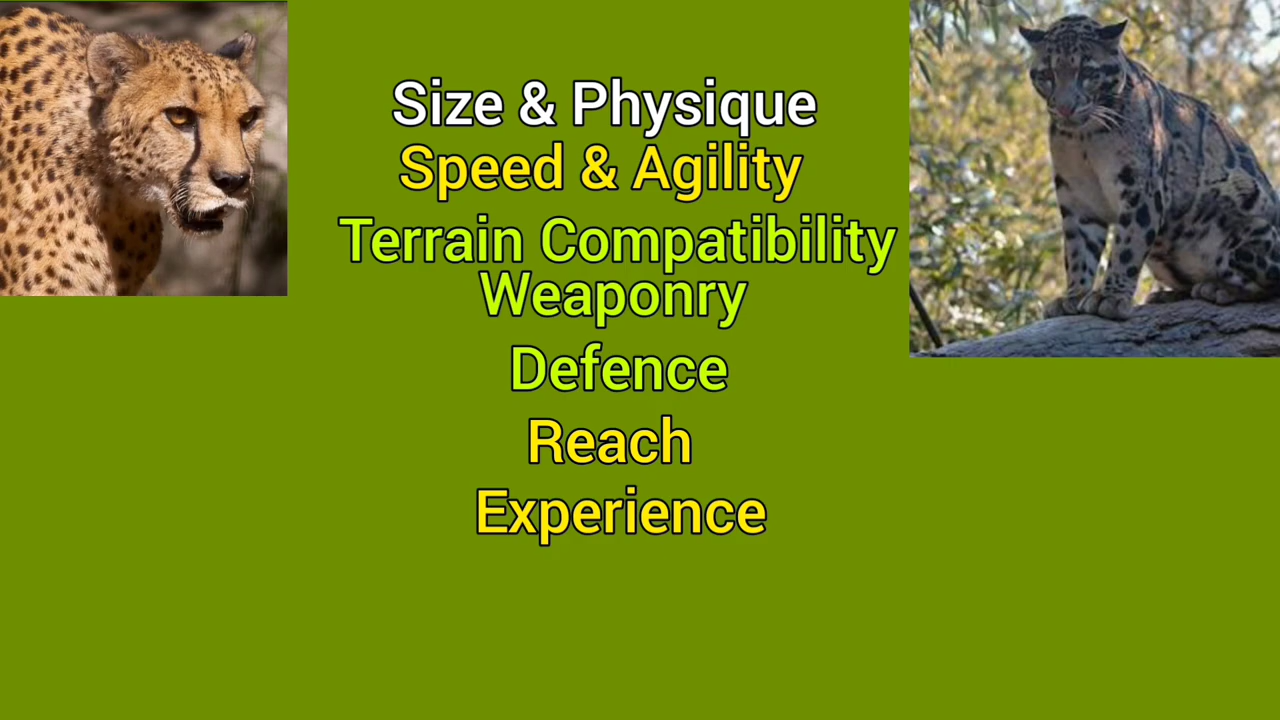 Size & Physique
Speed & Agility
Terrain Compatibility
Weaponry
Defence
Reach
Experience